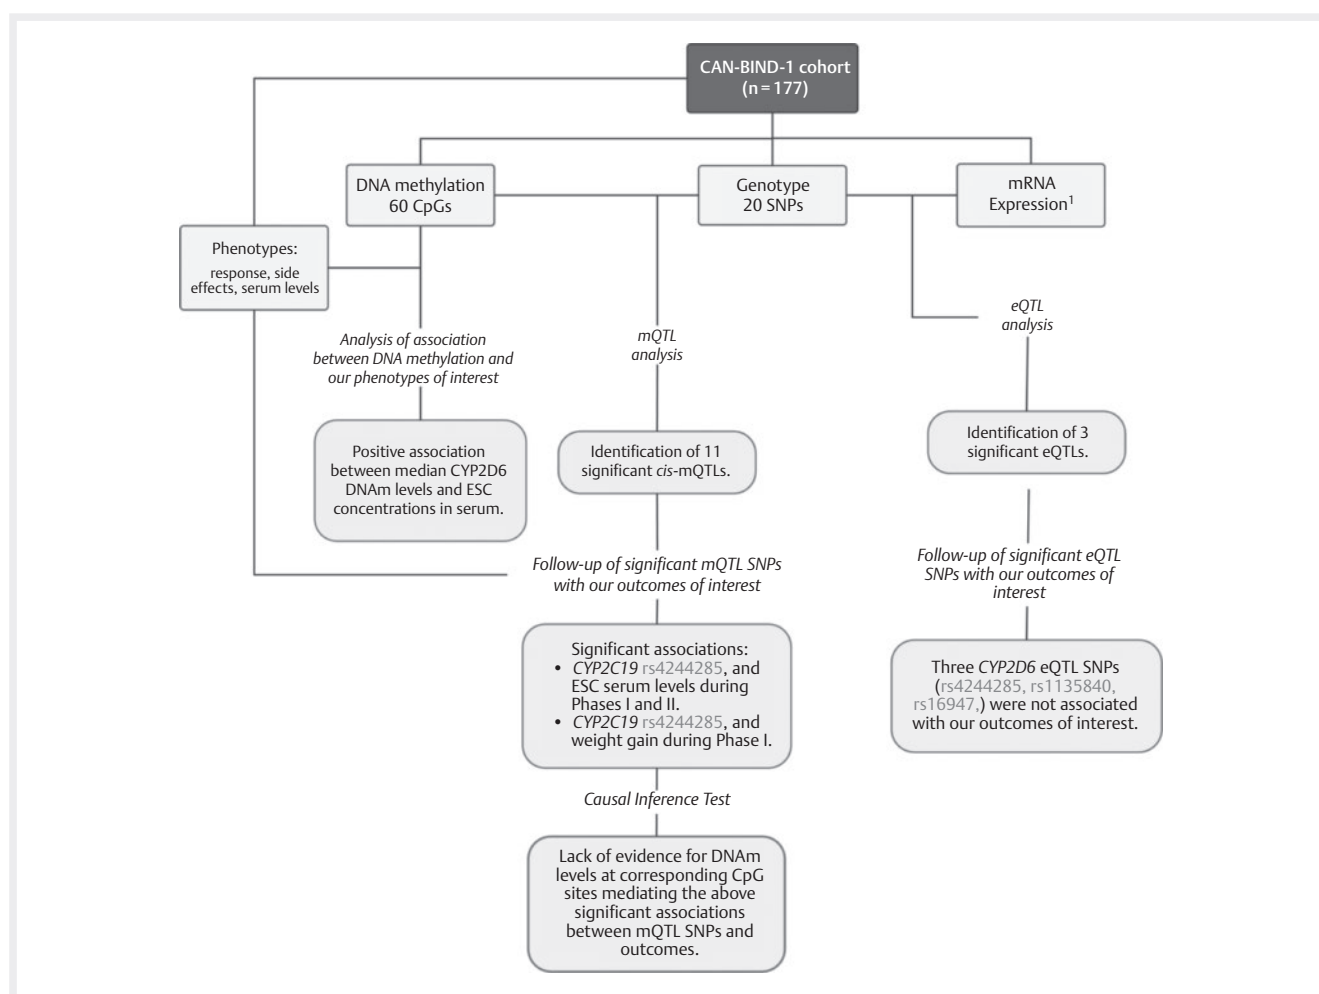 CAN-BIND-1 cohort
(n = 177)
DNA methylation
60 CpGs
Genotype
20 SNPs
mRNA
Expression¹
Phenotypes:
response, side
effects, serum levels
Analysis of association
between DNA methylation and
our phenotypes of interest
mQTL
analysis
eQTL
analysis
Positive association
between median CYP2D6
DNAm levels and ESC
concentrations in serum.
Identification of 11
significant cis-mQTLs.
Identification of 3
significant eQTLs.
Follow-up of significant mQTL SNPs
with our outcomes of interest
Follow-up of significant eQTL
SNPs with our outcomes of
interest
Significant associations:
• CYP2C19 rs4244285, and
ESC serum levels during
Phases I and II.
• CYP2C19 rs4244285, and
weight gain during Phase I.
Three CYP2D6 eQTL SNPs
(rs4244285, rs1135840,
rs16947,) were not associated
with our outcomes of interest.
Causal Inference Test
Lack of evidence for DNAm
levels at corresponding CpG
sites mediating the above
significant associations
between mQTL SNPs and
outcomes.